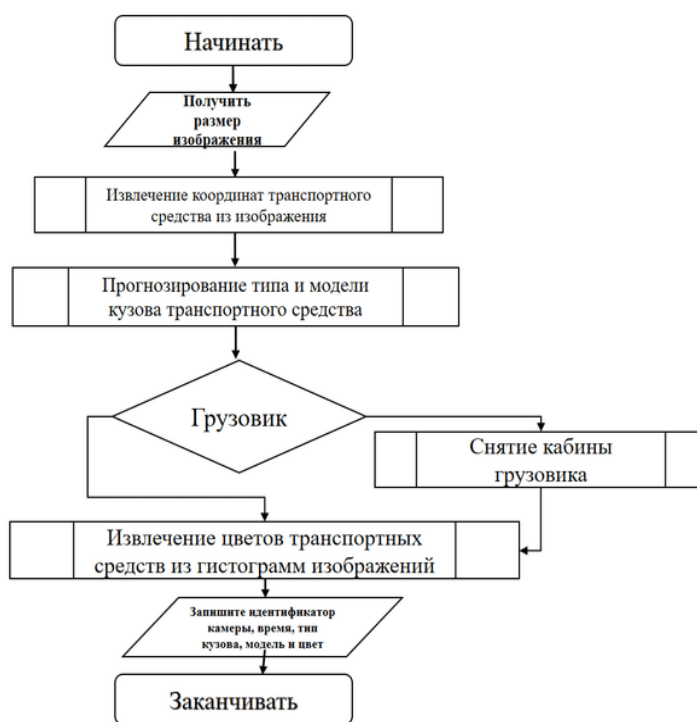 Начинать
Получить
размер
изображения
Извлечение координат транспортного
средства из изображения
Прогнозирование типа и модели
кузова транспортного средства
Грузовик
Снятие кабины
грузовика
Извлечение цветов транспортных
средств из гистограмм изображений
Запишите идентификатор
камеры, время, тип
кузова, модель и цвет
Заканчивать